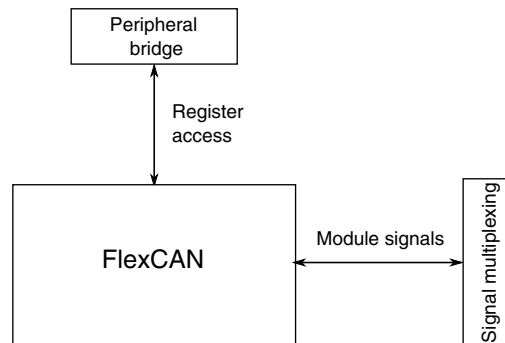 Peripheral
bridge
Register
access
FlexCAN
Module signals
Signal multiplexing